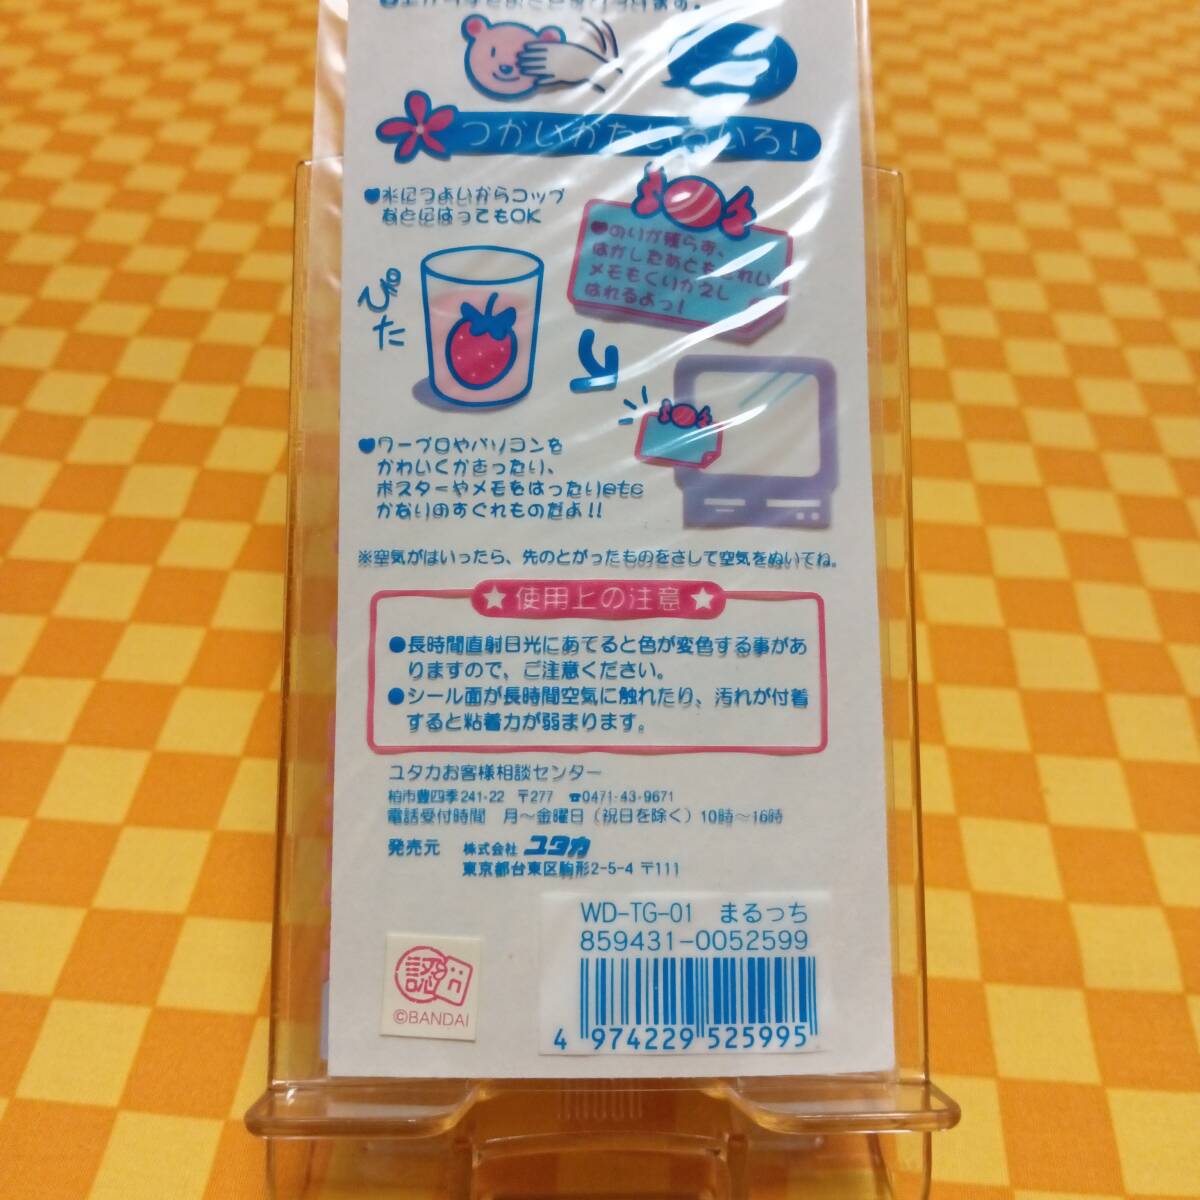 つかいかたいろいろ!
♥水につよいからコップ
などにはってもOK
ぴた
♥のりが残らず、
はがしたあともきれい
メモもくいかえし
はれるよっ!
♥ワープロやパソコンを
かわいくかざったり、
ポスターやメモをはったりetc
かないのすぐれものだよ!!
※空気がはいったら、先のとがったものをさして空気をぬいてね。
★使用上の注意★
●長時間直射日光にあてると色が変色する事があ
りますので、ご注意ください。
●シール面が長時間空気に触れたり、汚れが付着
すると粘着力が弱まります。
ユタカお客様相談センター
柏市豊四季241-22 〒277 ☎0471-43-9671
電話受付時間 月～金曜日（祝日を除く）10時～16時
発売元 株式会社ユタカ
東京都台東区駒形2-5-4 〒111
WD-TG-01 まるっち
859431-0052599
4 974229 525995
認
©BANDAI